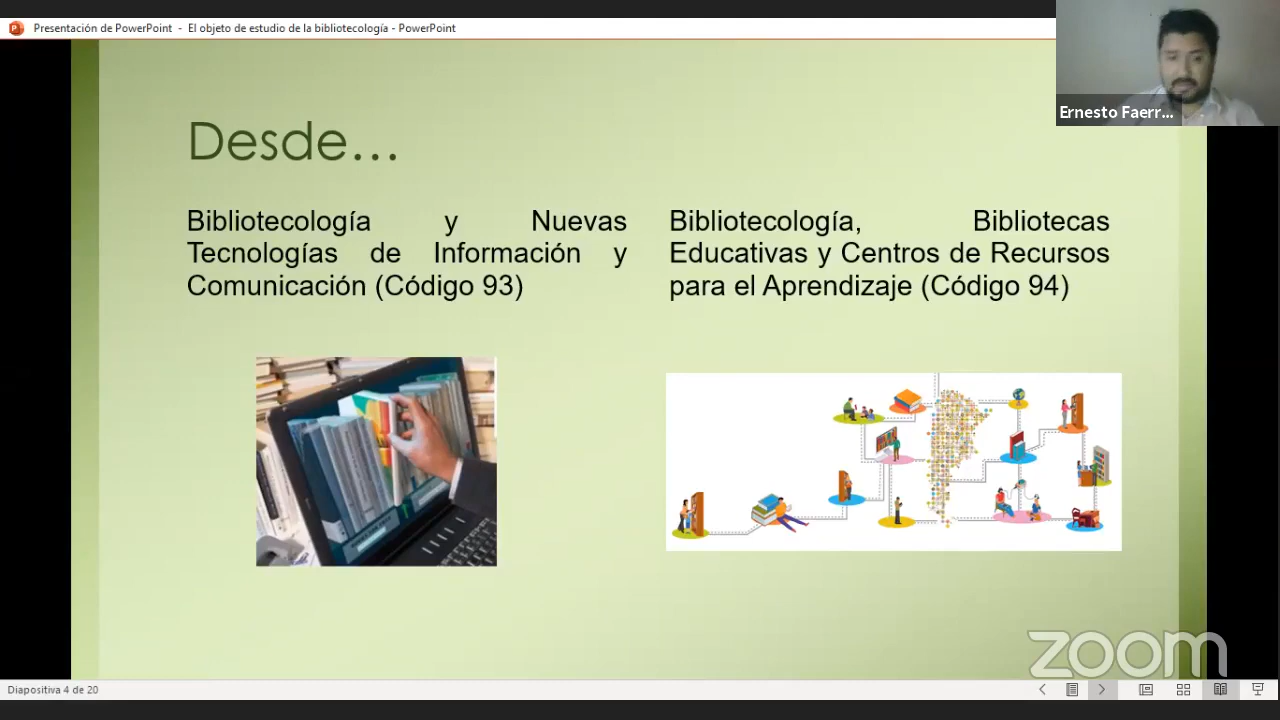 Presentación de PowerPoint - El objeto de estudio de la bibliotecología - PowerPoint
Ernesto Faerr...
Desde...
Bibliotecología y Nuevas
Tecnologías de Información y
Comunicación (Código 93)
Bibliotecología, Bibliotecas
Educativas y Centros de Recursos
para el Aprendizaje (Código 94)
zoom
Diapositiva 4 de 20